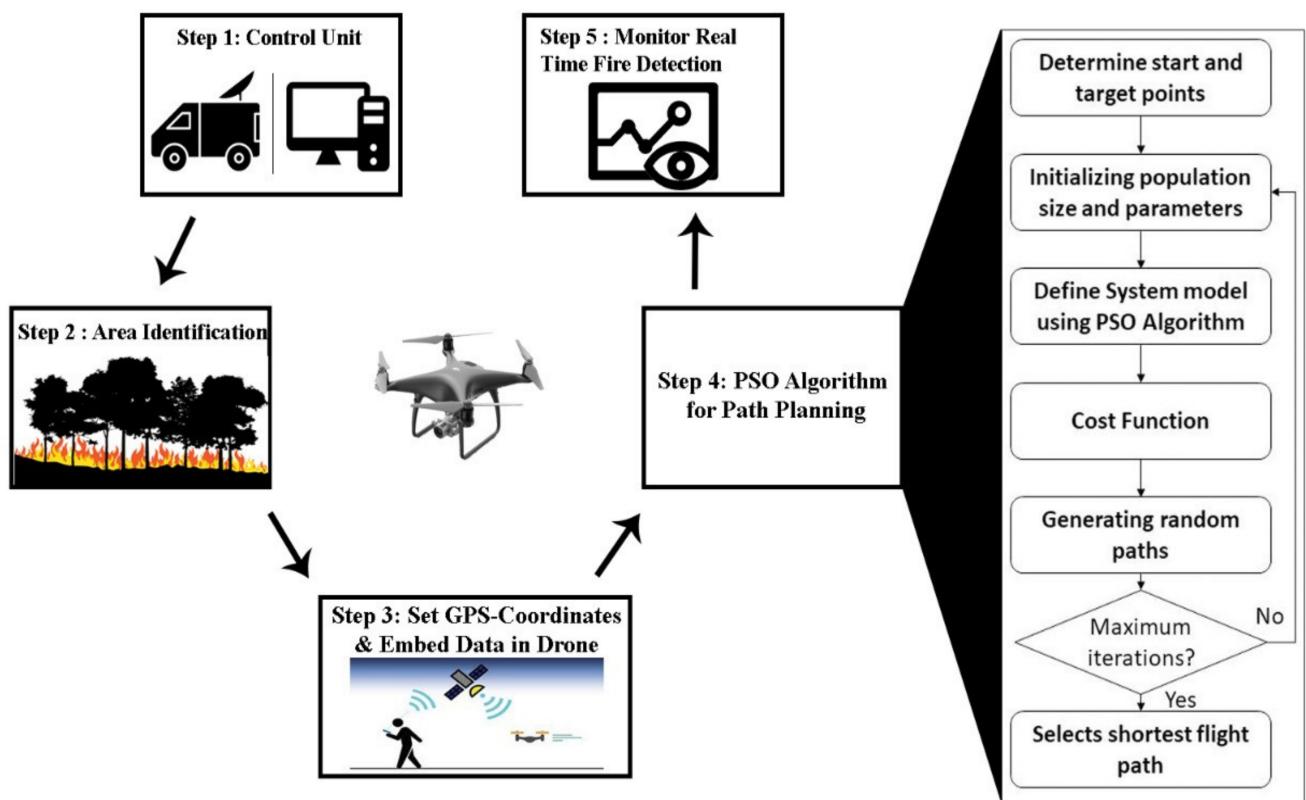 Step 1: Control Unit
Step 5 : Monitor Real
Time Fire Detection
Step 2 : Area Identification
Step 3: Set GPS-Coordinates
& Embed Data in Drone
Step 4: PSO Algorithm
for Path Planning
Determine start and
target points
Initializing population
size and parameters
Define System model
using PSO Algorithm
Cost Function
Generating random
paths
Maximum
iterations?
No
Yes
Selects shortest flight
path